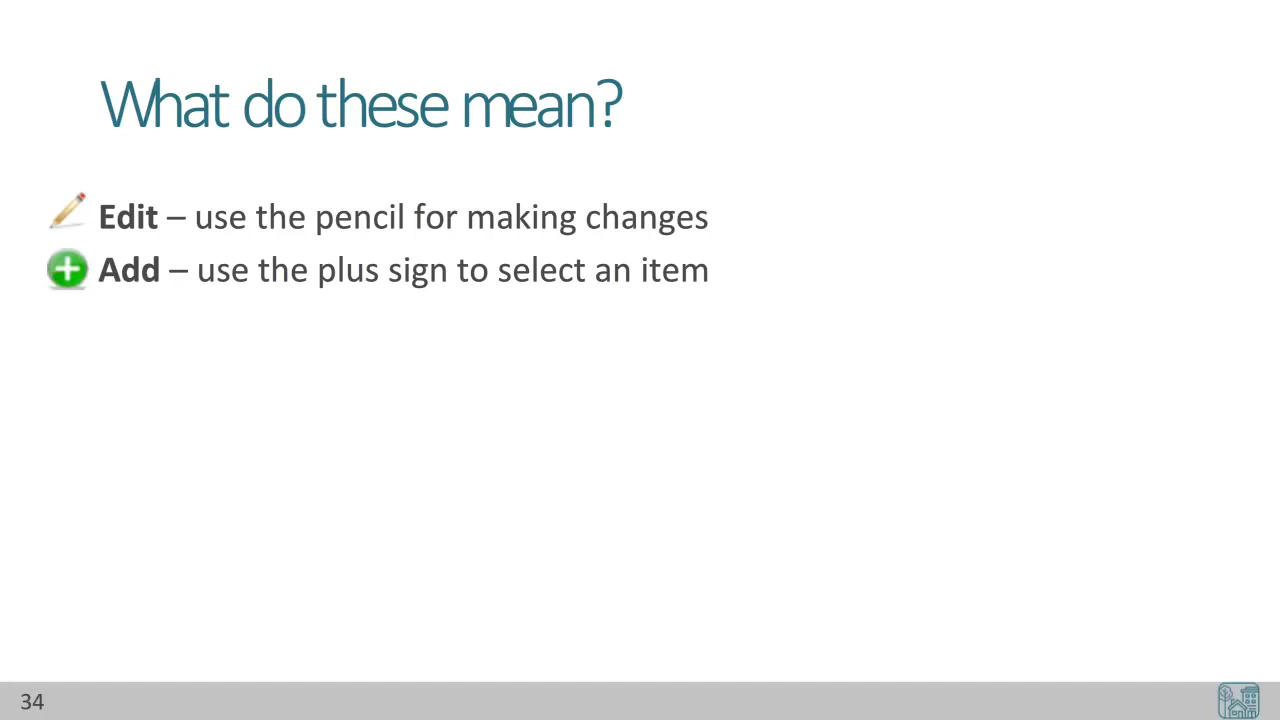 What do these mean?
Edit – use the pencil for making changes
Add – use the plus sign to select an item
34